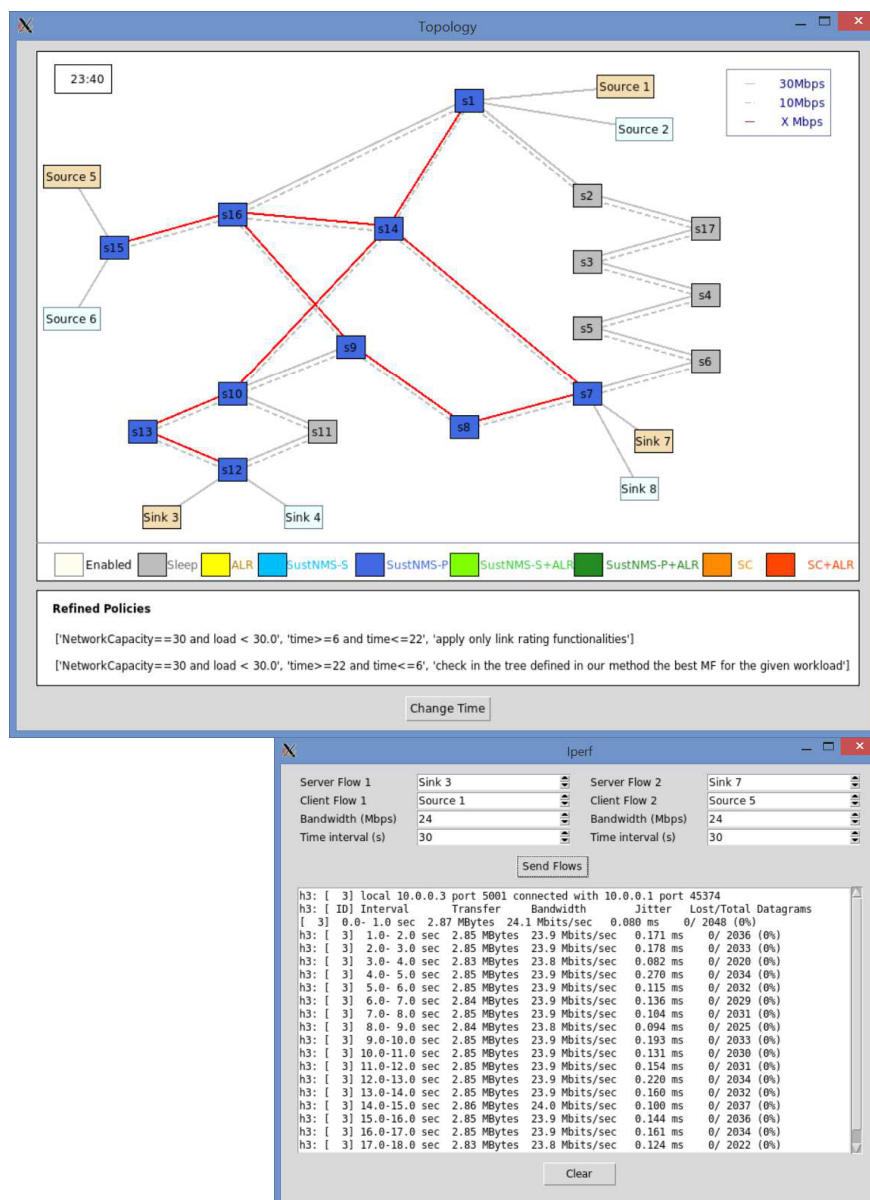 Topology
23:40
s1
Source 1
Source 2
30Mbps
10Mbps
X Mbps
Source 5
s16
s14
s2
s17
s15
s3
s4
Source 6
s5
s9
s6
s10
s7
s13
s11
s8
Sink 7
s12
Sink 8
Sink 3
Sink 4
Enabled
Sleep
ALR
SustNMS-S
SustNMS-P
SustNMS-S+ALR
SustNMS-P+ALR
SC
SC+ALR
Refined Policies
['NetworkCapacity==30 and load < 30.0', 'time>=6 and time<=22', 'apply only link rating functionalities']
['NetworkCapacity==30 and load < 30.0', 'time>=22 and time<=6', 'check in the tree defined in our method the best MF for the given workload']
Change Time
Iperf
Server Flow 1 Sink 3 Server Flow 2 Sink 7
Client Flow 1 Source 1 Client Flow 2 Source 5
Bandwidth (Mbps) 24 Bandwidth (Mbps) 24
Time interval (s) 30 Time interval (s) 30
Send Flows
h3: [ 3] local 10.0.0.3 port 5001 connected with 10.0.0.1 port 45374
h3: [ ID] Interval Transfer Bandwidth Jitter Lost/Total Datagrams
[ 3] 0.0- 1.0 sec 2.87 MBytes 24.1 Mbits/sec 0.080 ms 0/ 2048 (0%)
h3: [ 3] 1.0- 2.0 sec 2.85 MBytes 23.9 Mbits/sec 0.171 ms 0/ 2036 (0%)
h3: [ 3] 2.0- 3.0 sec 2.85 MBytes 23.9 Mbits/sec 0.178 ms 0/ 2033 (0%)
h3: [ 3] 3.0- 4.0 sec 2.83 MBytes 23.8 Mbits/sec 0.082 ms 0/ 2020 (0%)
h3: [ 3] 4.0- 5.0 sec 2.85 MBytes 23.9 Mbits/sec 0.270 ms 0/ 2034 (0%)
h3: [ 3] 5.0- 6.0 sec 2.85 MBytes 23.9 Mbits/sec 0.115 ms 0/ 2032 (0%)
h3: [ 3] 6.0- 7.0 sec 2.84 MBytes 23.9 Mbits/sec 0.136 ms 0/ 2029 (0%)
h3: [ 3] 7.0- 8.0 sec 2.85 MBytes 23.9 Mbits/sec 0.104 ms 0/ 2031 (0%)
h3: [ 3] 8.0- 9.0 sec 2.84 MBytes 23.8 Mbits/sec 0.094 ms 0/ 2025 (0%)
h3: [ 3] 9.0-10.0 sec 2.85 MBytes 23.9 Mbits/sec 0.193 ms 0/ 2033 (0%)
h3: [ 3] 10.0-11.0 sec 2.85 MBytes 23.9 Mbits/sec 0.131 ms 0/ 2030 (0%)
h3: [ 3] 11.0-12.0 sec 2.85 MBytes 23.9 Mbits/sec 0.154 ms 0/ 2031 (0%)
h3: [ 3] 12.0-13.0 sec 2.85 MBytes 23.9 Mbits/sec 0.220 ms 0/ 2034 (0%)
h3: [ 3] 13.0-14.0 sec 2.85 MBytes 23.9 Mbits/sec 0.160 ms 0/ 2032 (0%)
h3: [ 3] 14.0-15.0 sec 2.86 MBytes 24.0 Mbits/sec 0.100 ms 0/ 2037 (0%)
h3: [ 3] 15.0-16.0 sec 2.85 MBytes 23.9 Mbits/sec 0.144 ms 0/ 2036 (0%)
h3: [ 3] 16.0-17.0 sec 2.85 MBytes 23.9 Mbits/sec 0.161 ms 0/ 2034 (0%)
h3: [ 3] 17.0-18.0 sec 2.83 MBytes 23.8 Mbits/sec 0.124 ms 0/ 2022 (0%)
Clear